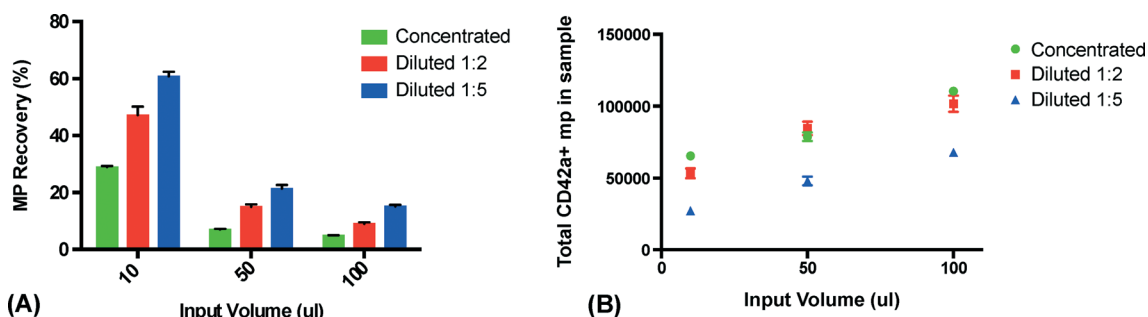 MP Recovery (%)
80
60
40
20
0
10
50
100
Input Volume (ul)
Concentrated
Diluted 1:2
Diluted 1:5
(A)
Total CD42a+ mp in sample
150000
100000
50000
0
0
50
100
Input Volume (ul)
Concentrated
Diluted 1:2
Diluted 1:5
(B)